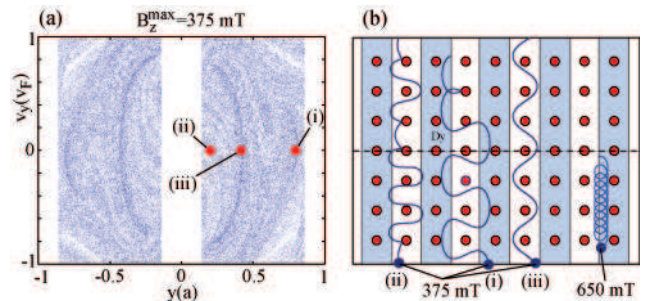 (a) B_z^max=375 mT
(b)
v_y(v_F)
1
0
-1
(ii)
(i)
(iii)
-1 -0.5 0 0.5 1
y(a)
Dy
(ii) (i) (iii)
375 mT 650 mT